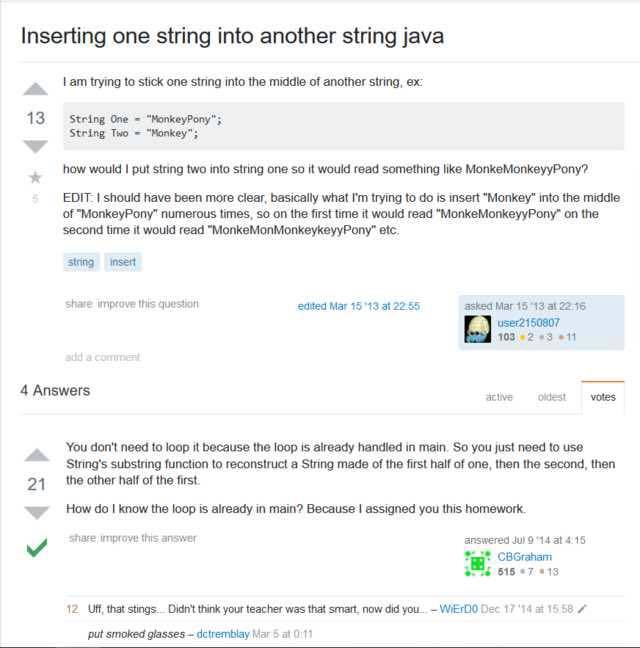 Inserting one string into another string java
I am trying to stick one string into the middle of another string, ex:
13
String One = "MonkeyPony";
String Two = "Monkey";
how would I put string two into string one so it would read something like MonkeMonkeyyPony?
5
EDIT: I should have been more clear, basically what I'm trying to do is insert "Monkey" into the middle
of "MonkeyPony" numerous times, so on the first time it would read "MonkeMonkeyyPony" on the
second time it would read "MonkeMonMonkeykeyyPony" etc.
string insert
share improve this question edited Mar 15 '13 at 22:55 asked Mar 15 '13 at 22:16
user2150807
103 2 3 11
add a comment
4 Answers
active oldest votes
You don't need to loop it because the loop is already handled in main. So you just need to use
String's substring function to reconstruct a String made of the first half of one, then the second, then
21
the other half of the first.
How do I know the loop is already in main? Because I assigned you this homework.
share improve this answer answered Jul 9 '14 at 4:15
CBGraham
515 7 13
12 Uff, that stings... Didn't think your teacher was that smart, now did you... – WiErD0 Dec 17 '14 at 15:58
put smoked glasses – dctremblay Mar 5 at 0:11